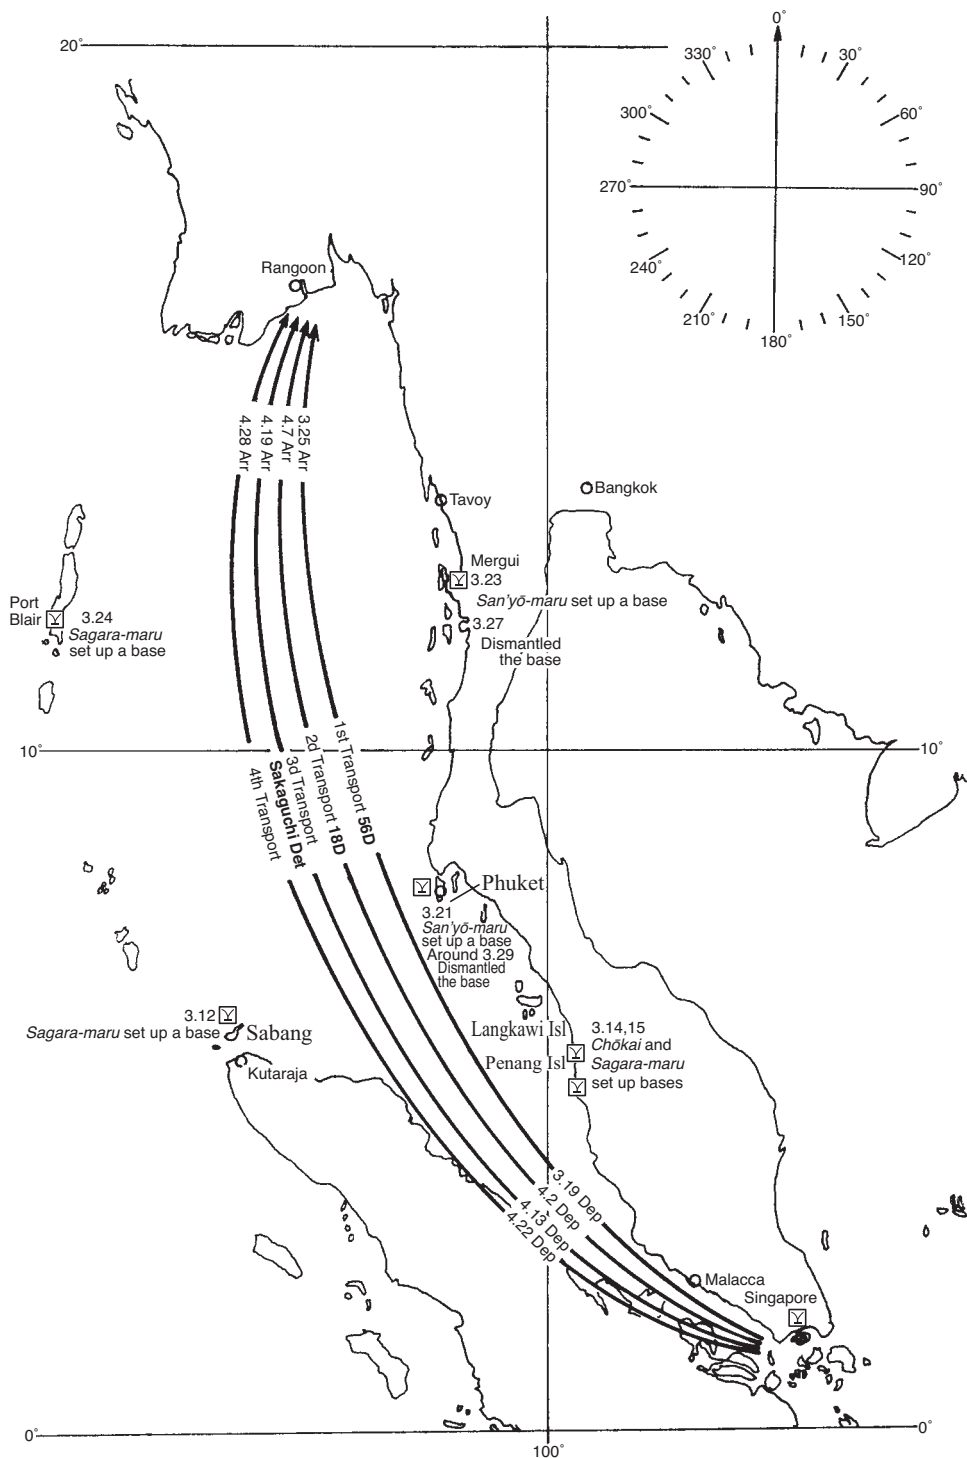 0°
20°
330°
30°
300°
60°
270°
90°
240°
120°
210°
150°
180°
Rangoon
4.28 Arr
4.19 Arr
4.7 Arr
3.25 Arr
Tavoy
Bangkok
Mergui
3.23
San'yō-maru set up a base
3.27
Dismantled
the base
Port
Blair
3.24
Sagara-maru
set up a base
10°
10°
1st Transport 56D
2d Transport 18D
3d Transport
Sakaguchi Det
4th Transport
Phuket
3.21
San'yō-maru
set up a base
Around 3.29
Dismantled
the base
3.12
Sagara-maru set up a base
Sabang
Kutaraja
Langkawi Isl
Penang Isl
3.14,15
Chōkai and
Sagara-maru
set up bases
3.19 Dep
4.2 Dep
4.13 Dep
4.22 Dep
Malacca
Singapore
0°
0°
100°